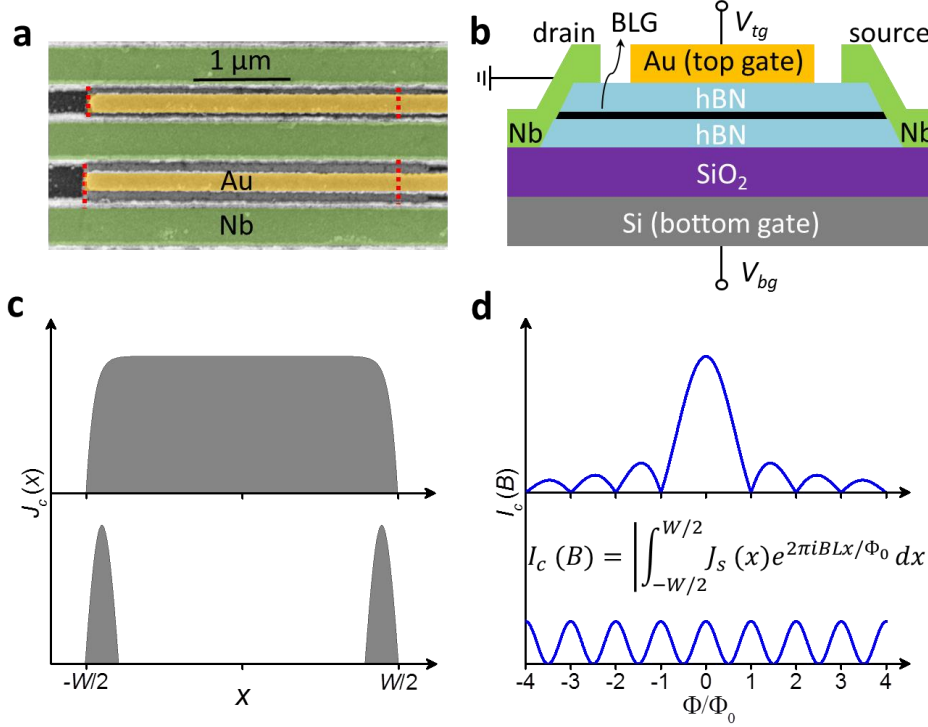 a
1 μm
Au
Nb
b
drain
BLG
V_tg
source
Au (top gate)
hBN
hBN
Nb
Nb
SiO₂
Si (bottom gate)
V_bg
c
J_c(x)
-W/2
x
W/2
d
I_c(B)
I_c (B) = |∫_{-W/2}^{W/2} J_s (x)e^{2πiBLx/Φ₀} dx
-4 -3 -2 -1 0 1 2 3 4
Φ/Φ₀